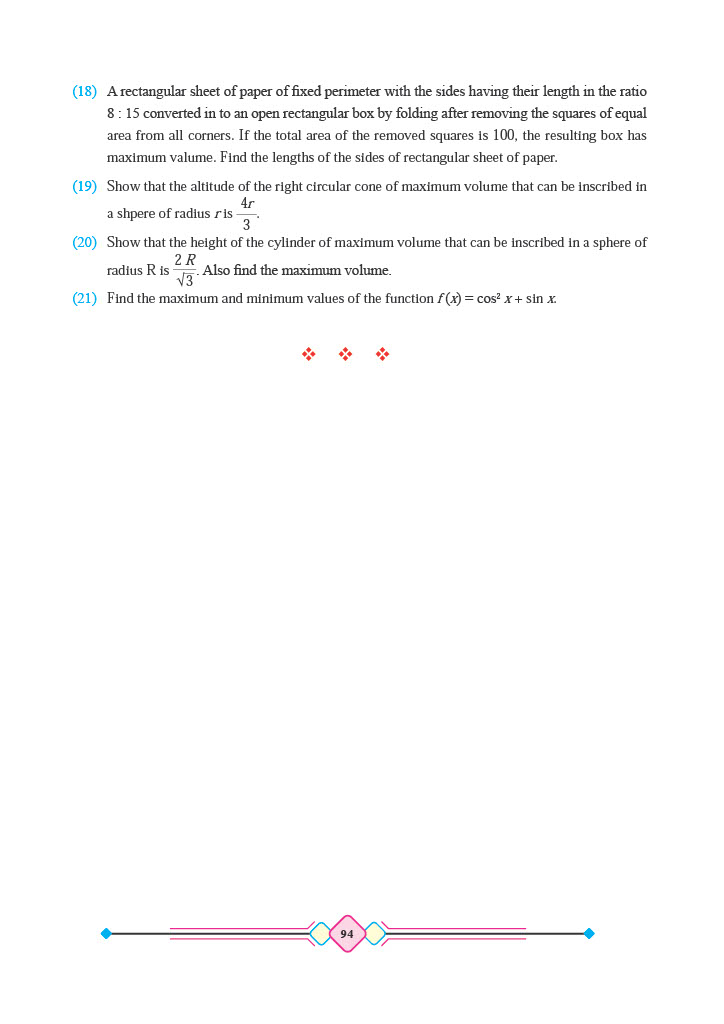 (18) A rectangular sheet of paper of fixed perimeter with the sides having their length in the ratio
8 : 15 converted in to an open rectangular box by folding after removing the squares of equal
area from all corners. If the total area of the removed squares is 100, the resulting box has
maximum valume. Find the lengths of the sides of rectangular sheet of paper.
(19) Show that the altitude of the right circular cone of maximum volume that can be inscribed in
a shpere of radius r is 4r/3.
(20) Show that the height of the cylinder of maximum volume that can be inscribed in a sphere of
radius R is 2 R/√3. Also find the maximum volume.
(21) Find the maximum and minimum values of the function f (x) = cos² x + sin x.
94